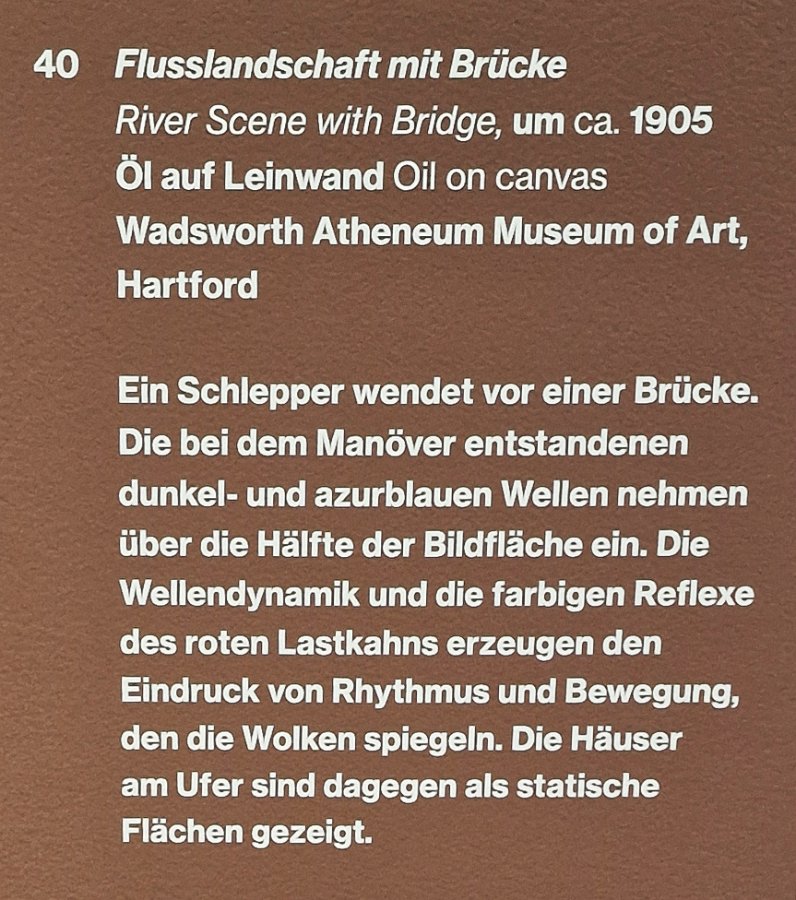 40 Flusslandschaft mit Brücke
River Scene with Bridge, um ca. 1905
Öl auf Leinwand Oil on canvas
Wadsworth Atheneum Museum of Art,
Hartford
Ein Schlepper wendet vor einer Brücke.
Die bei dem Manöver entstandenen
dunkel- und azurblauen Wellen nehmen
über die Hälfte der Bildfläche ein. Die
Wellendynamik und die farbigen Reflexe
des roten Lastkahns erzeugen den
Eindruck von Rhythmus und Bewegung,
den die Wolken spiegeln. Die Häuser
am Ufer sind dagegen als statische
Flächen gezeigt.